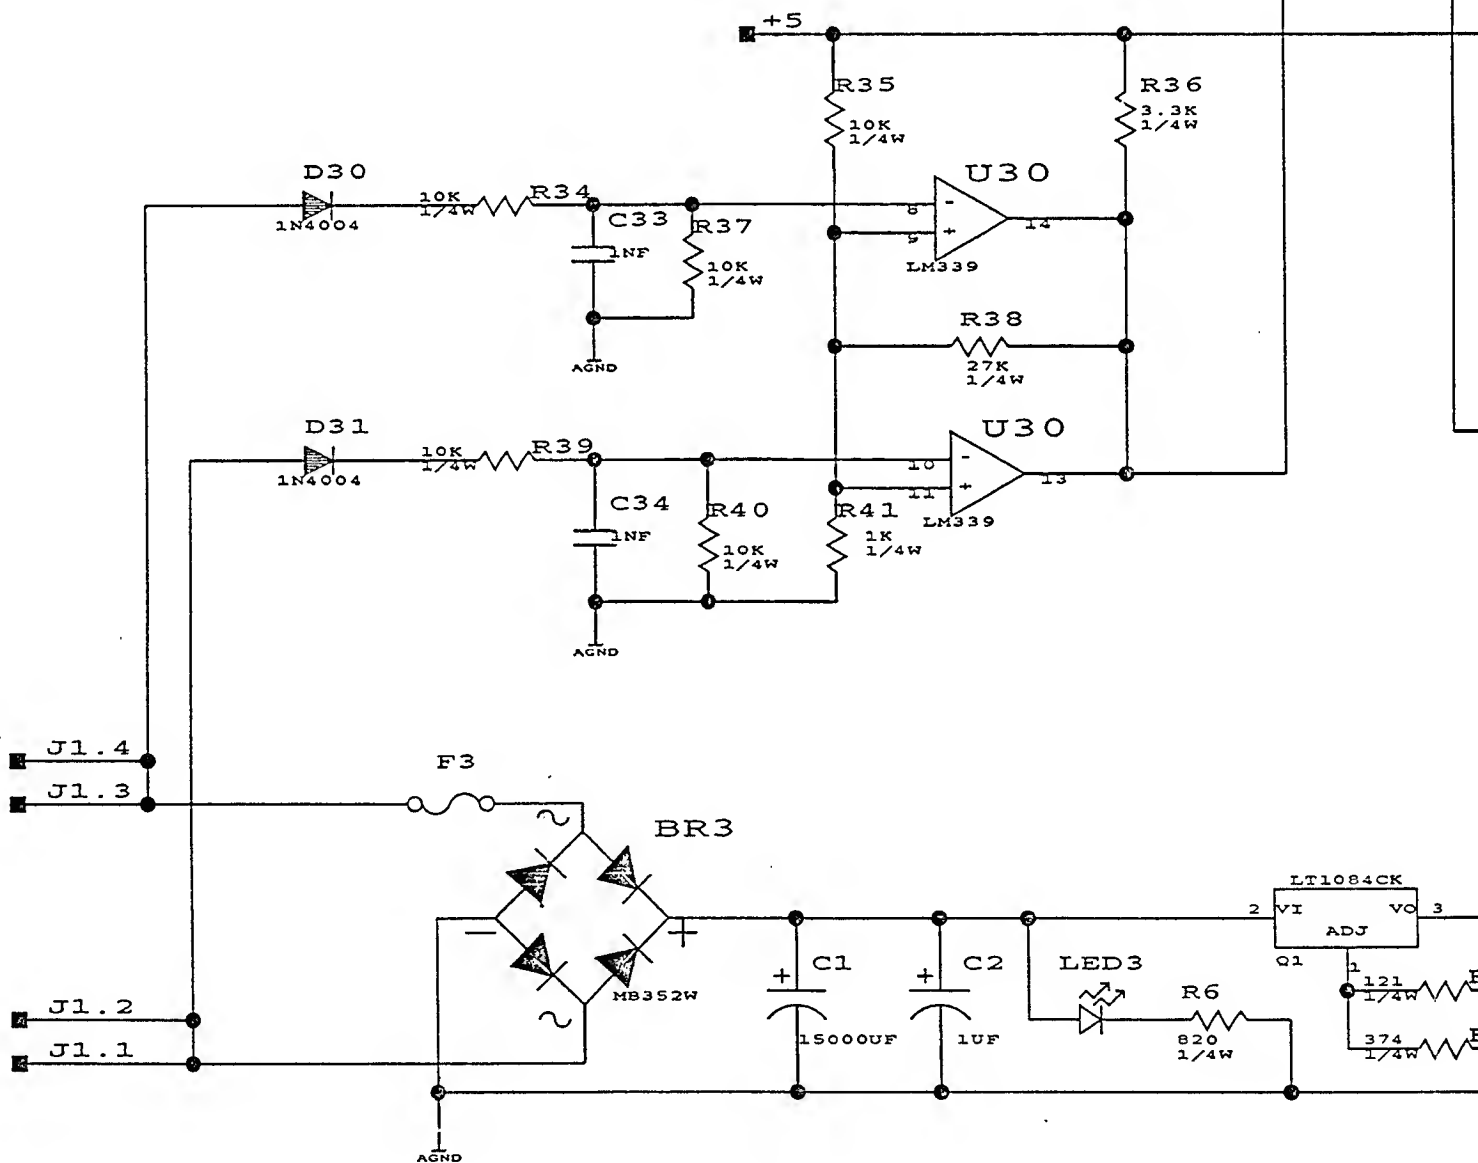 +5
R35
10K
1/4W
R36
3.3K
1/4W
D30
1N4004
10K
1/4W
R34
C33
1NF
R37
10K
1/4W
U30
8
-
5
+
14
LM339
AGND
R38
27K
1/4W
D31
1N4004
10K
1/4W
R39
C34
1NF
R40
10K
1/4W
R41
1K
1/4W
U30
10
-
11
+
13
LM339
AGND
J1.4
J1.3
F3
BR3
MB352W
J1.2
J1.1
AGND
+
C1
15000UF
+
C2
1UF
LED3
R6
820
1/4W
LT1084CK
2
VI
VO
3
ADJ
Q1
1
121
1/4W
374
1/4W